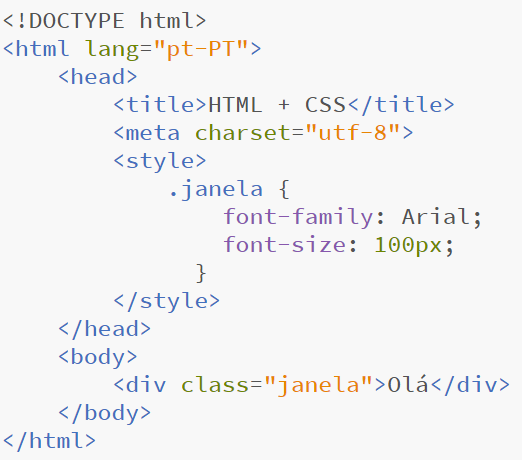 <!DOCTYPE html>
<html lang="pt-PT">
    <head>
        <title>HTML + CSS</title>
        <meta charset="utf-8">
        <style>
            .janela {
                font-family: Arial;
                font-size: 100px;
              }
        </style>
    </head>
    <body>
        <div class="janela">Olá</div>
    </body>
</html>